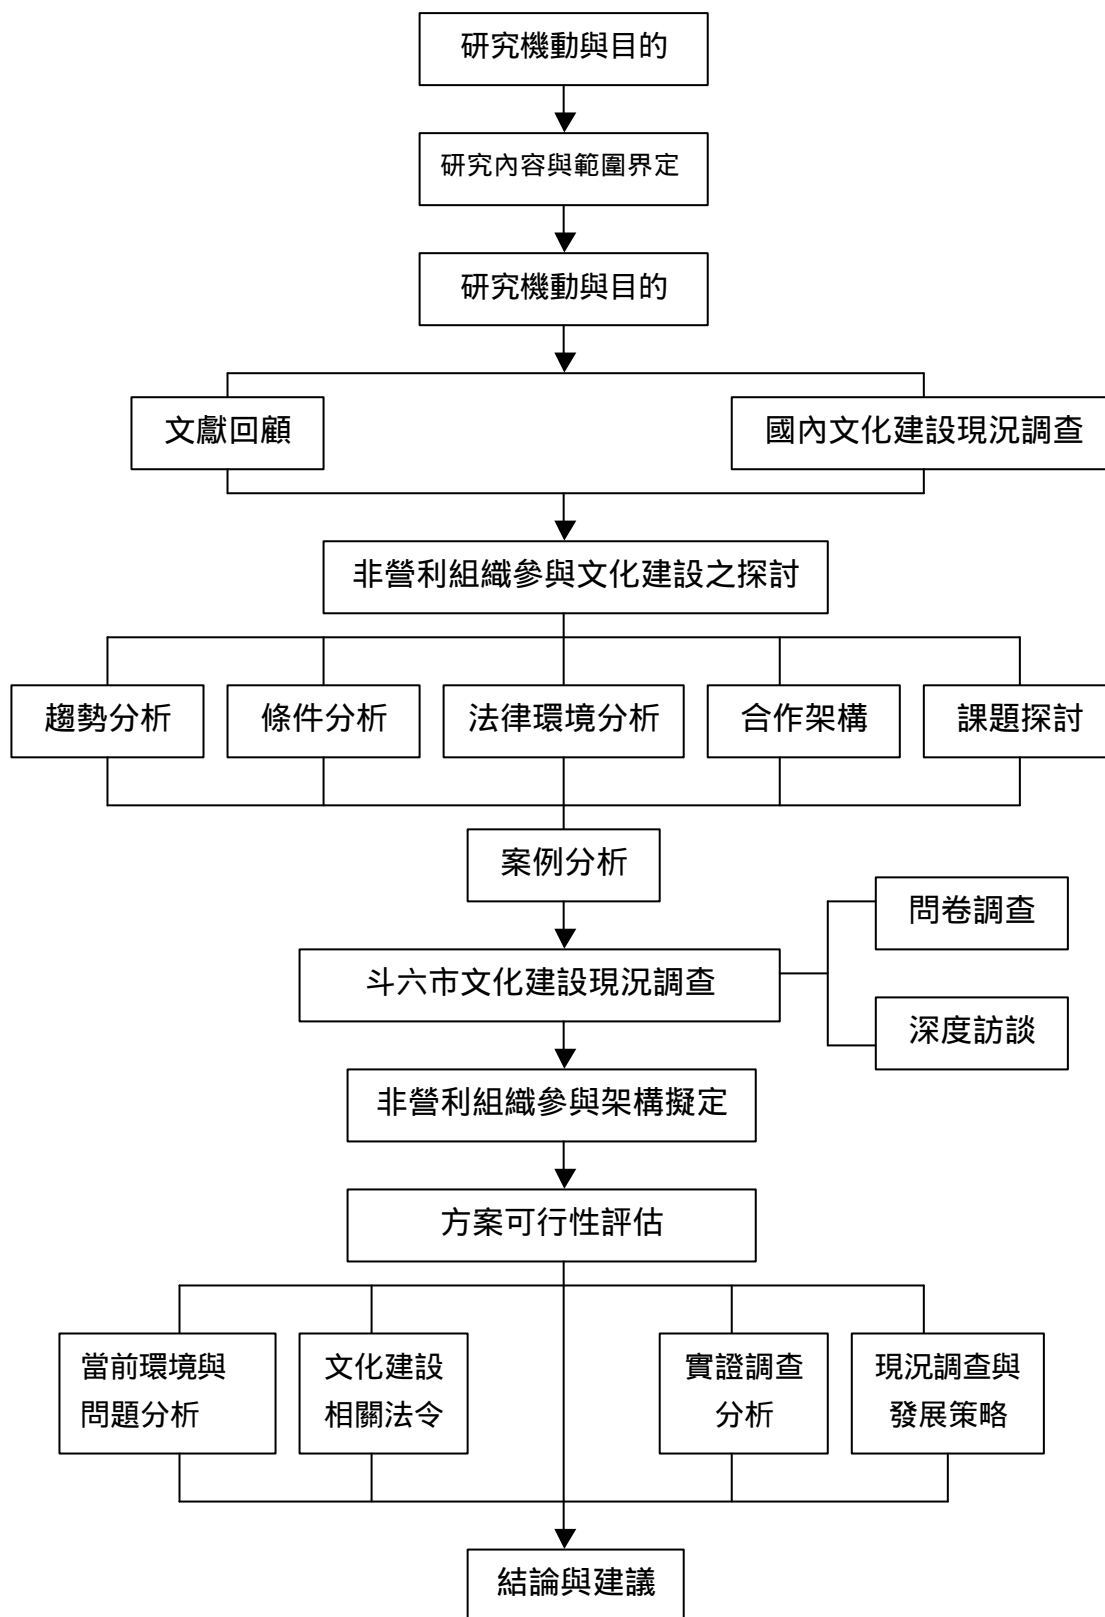 研究機動與目的
研究內容與範圍界定
研究機動與目的
文獻回顧
國內文化建設現況調查
非營利組織參與文化建設之探討
趨勢分析
條件分析
法律環境分析
合作架構
課題探討
案例分析
問卷調查
斗六市文化建設現況調查
深度訪談
非營利組織參與架構擬定
方案可行性評估
當前環境與
問題分析
文化建設
相關法令
實證調查
分析
現況調查與
發展策略
結論與建議